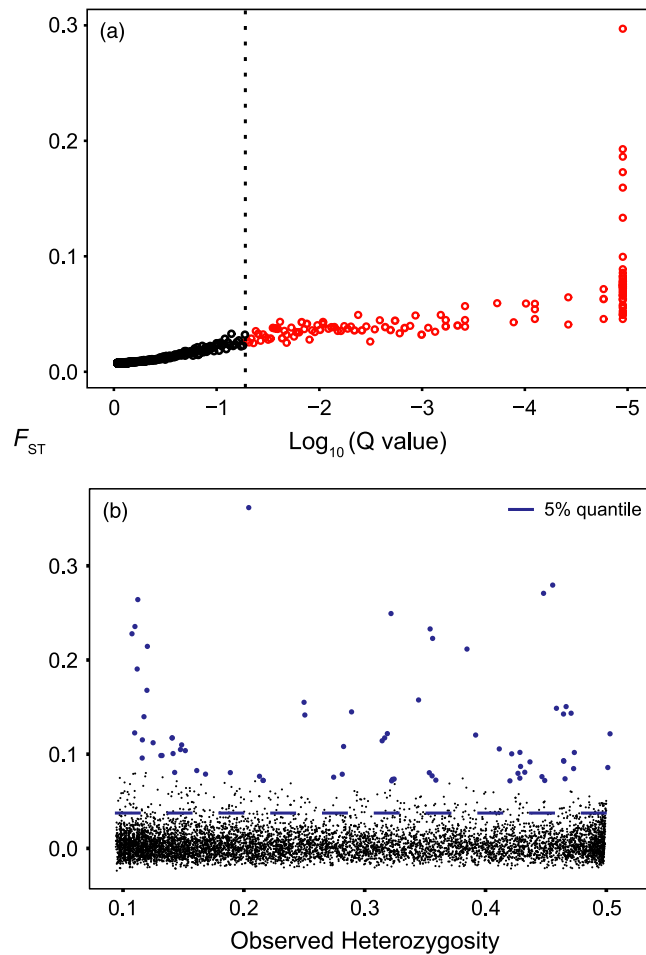 (a)
0.3
0.2
0.1
0.0
0 −1 −2 −3 −4 −5
Log10 (Q value)
FST
(b)
5% quantile
0.3
0.2
0.1
0.0
0.1 0.2 0.3 0.4 0.5
Observed Heterozygosity